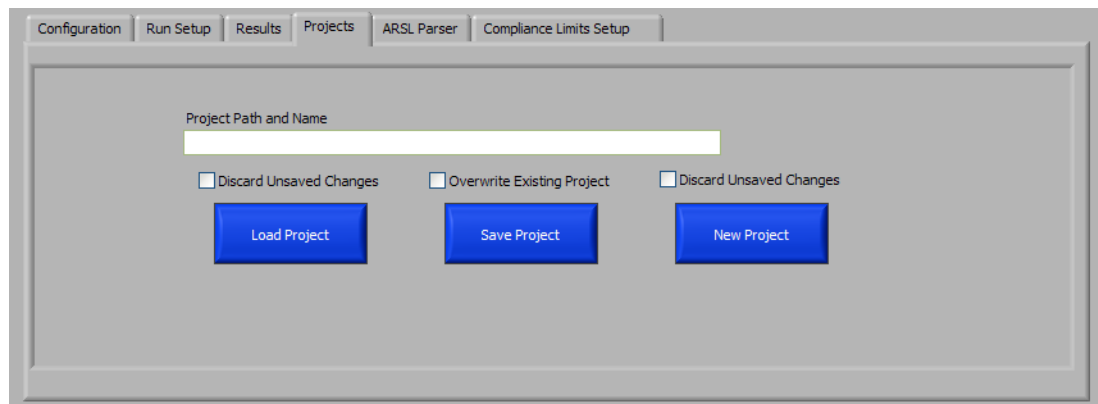 Configuration Run Setup Results Projects ARSL Parser Compliance Limits Setup
Project Path and Name
Discard Unsaved Changes Overwrite Existing Project Discard Unsaved Changes
Load Project Save Project New Project